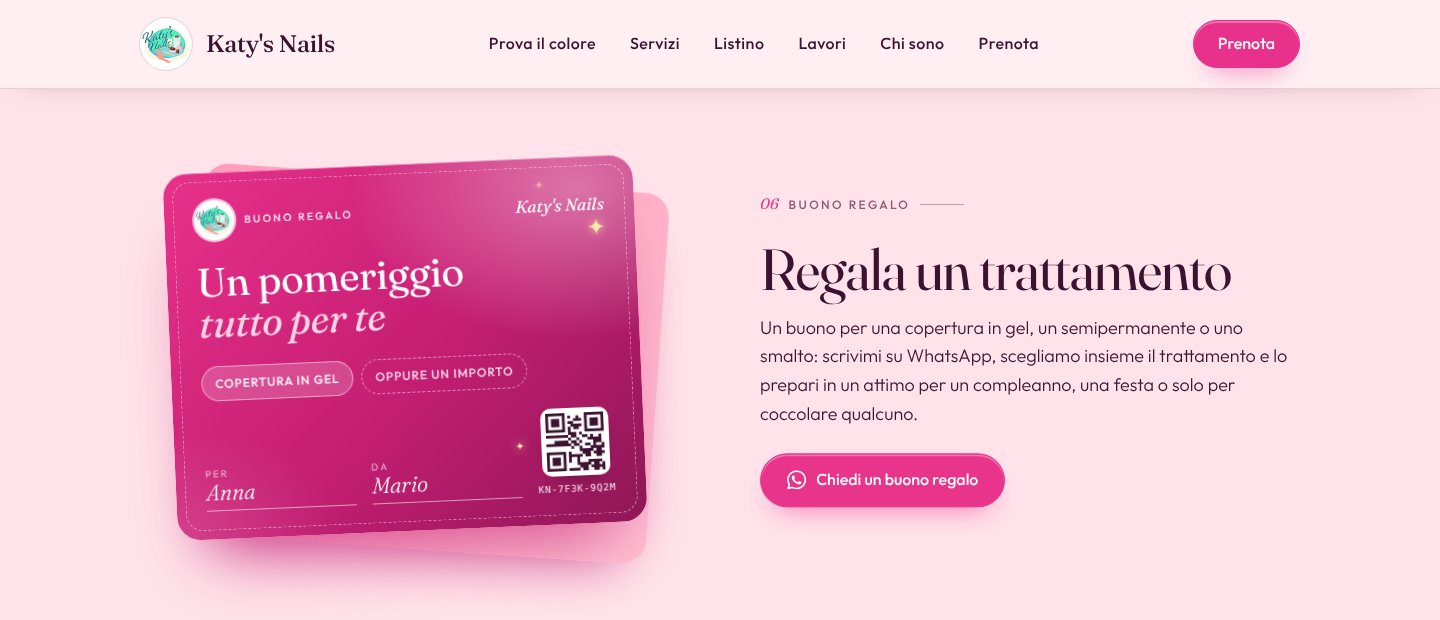 Katy's Nails
Katy's Nails
Prova il colore
Servizi
Listino
Lavori
Chi sono
Prenota
Prenota
BUONO REGALO
Katy's Nails
Un pomeriggio
tutto per te
COPERTURA IN GEL
OPPURE UN IMPORTO
PER
Anna
DA
Mario
KN-7F3K-9Q2M
06 BUONO REGALO
Regala un trattamento
Un buono per una copertura in gel, un semipermanente o uno
smalto: scrivimi su WhatsApp, scegliamo insieme il trattamento e lo
prepari in un attimo per un compleanno, una festa o solo per
coccolare qualcuno.
Chiedi un buono regalo